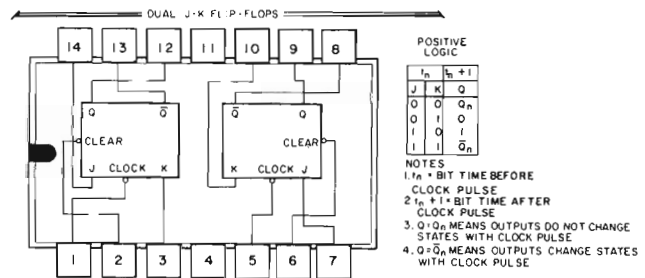 DUAL J-K FLIP-FLOPS
14 13 12 11 10 9 8
Q Q̅ Q̅ Q
CLEAR CLEAR
J CLOCK K K CLOCK J
1 2 3 4 5 6 7
POSITIVE
LOGIC
tn tn + 1
J K Q
0 0 Qn
0 1 0
1 0 1
1 1 Q̅n
NOTES
1. tn = BIT TIME BEFORE
CLOCK PULSE
2 tn + 1 = BIT TIME AFTER
CLOCK PULSE
3. Q=Qn MEANS OUTPUTS DO NOT CHANGE
STATES WITH CLOCK PULSE
4. Q=Q̅n MEANS OUTPUTS CHANGE STATES
WITH CLOCK PULSE